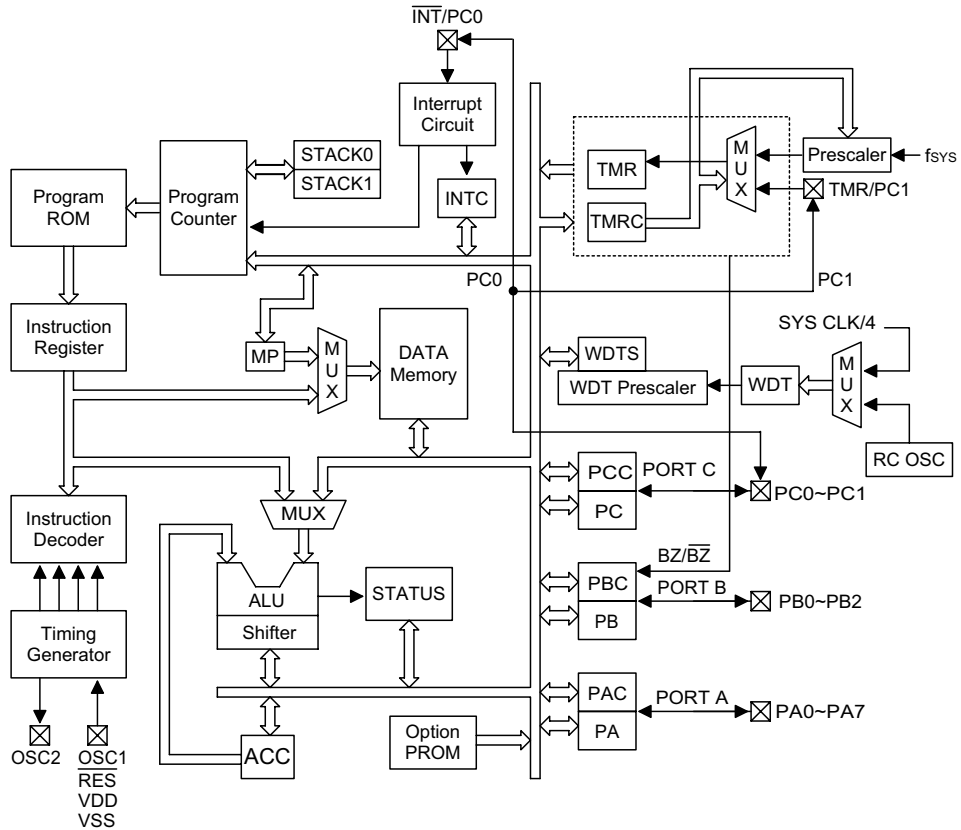 INT/PC0
Interrupt
Circuit
STACK0
STACK1
INTC
Program
ROM
Program
Counter
TMR
TMRC
M
U
X
Prescaler
fSYS
TMR/PC1
PC0
PC1
Instruction
Register
MP
M
U
X
DATA
Memory
WDTS
WDT Prescaler
WDT
M
U
X
SYS CLK/4
RC OSC
PCC
PC
PORT C
PC0~PC1
Instruction
Decoder
MUX
ALU
Shifter
STATUS
BZ/BZ
PBC
PB
PORT B
PB0~PB2
Timing
Generator
PAC
PA
PORT A
PA0~PA7
OSC2
OSC1
RES
VDD
VSS
ACC
Option
PROM